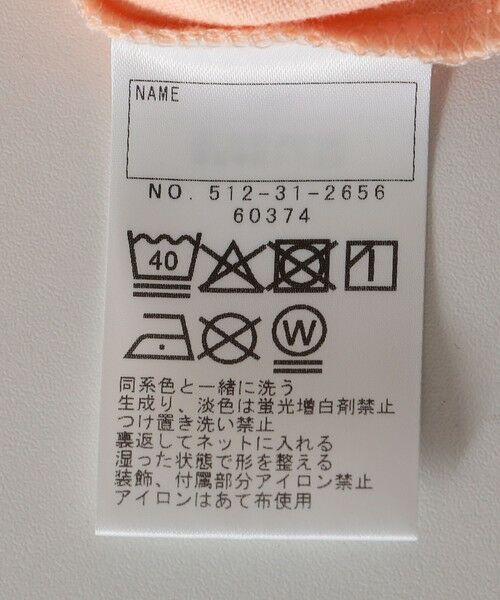 NAME
NO. 512-31-2656
60374
40
W
同系色と一緒に洗う
生成り、淡色は蛍光増白剤禁止
つけ置き洗い禁止
裏返してネットに入れる
湿った状態で形を整える
装飾、付属部分アイロン禁止
アイロンはあて布使用